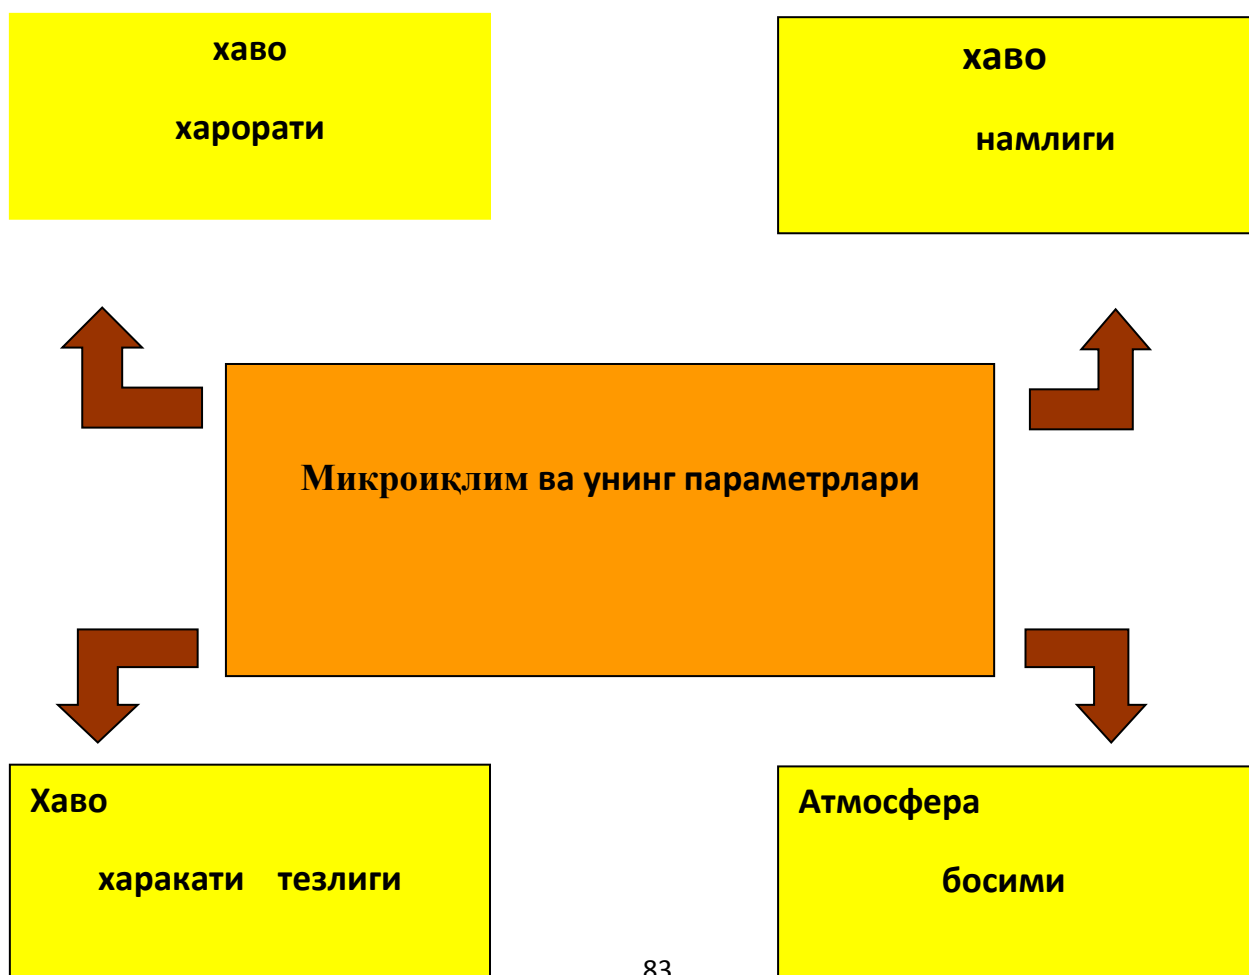 хаво
харорати
хаво
намлиги
Микроиқлим ва унинг параметрлари
Хаво
харакати тезлиги
Атмосфера
босими
83